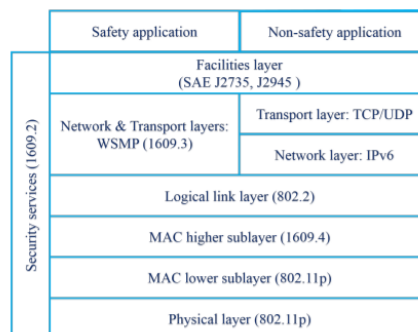 Safety application
Non-safety application
Facilities layer
(SAE J2735, J2945 )
Network & Transport layers:
WSMP (1609.3)
Transport layer: TCP/UDP
Network layer: IPv6
Logical link layer (802.2)
MAC higher sublayer (1609.4)
MAC lower sublayer (802.11p)
Physical layer (802.11p)
Security services (1609.2)